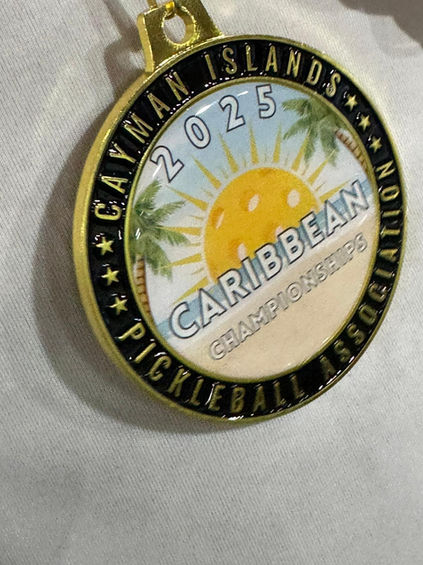 CAYMAN ISLANDS
2025
CARIBBEAN
CHAMPIONSHIPS
PICKLEBALL ASSOCIATION